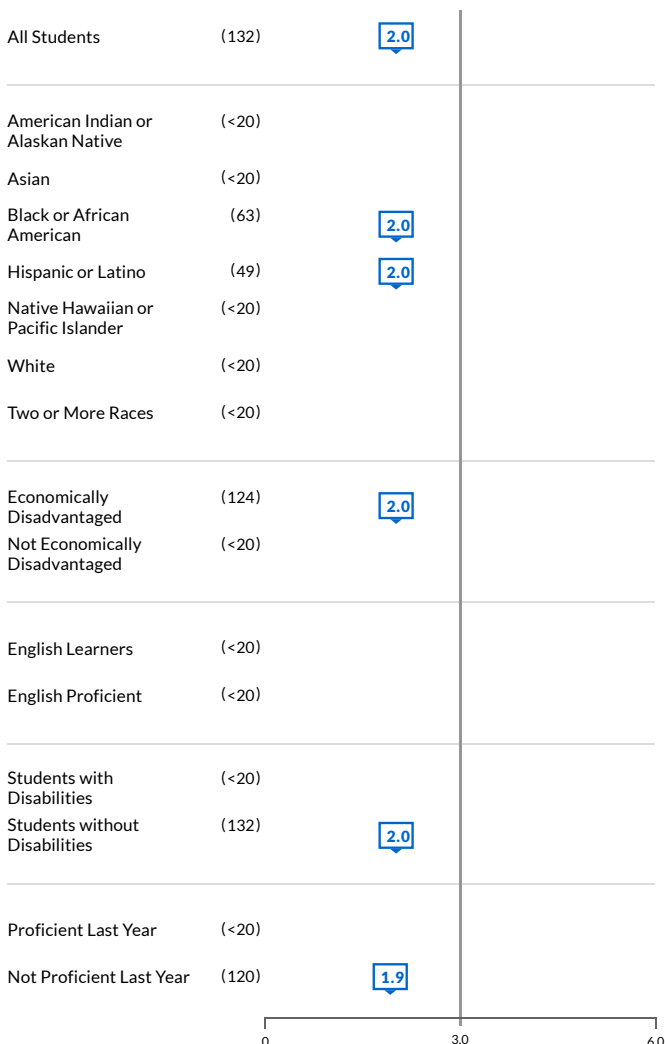 All Students (132) 2.0
American Indian or (<20)
Alaskan Native
Asian (<20)
Black or African (63) 2.0
American
Hispanic or Latino (49) 2.0
Native Hawaiian or (<20)
Pacific Islander
White (<20)
Two or More Races (<20)
Economically (124) 2.0
Disadvantaged
Not Economically (<20)
Disadvantaged
English Learners (<20)
English Proficient (<20)
Students with (<20)
Disabilities
Students without (132) 2.0
Disabilities
Proficient Last Year (<20)
Not Proficient Last Year (120) 1.9
0 3.0 6.0